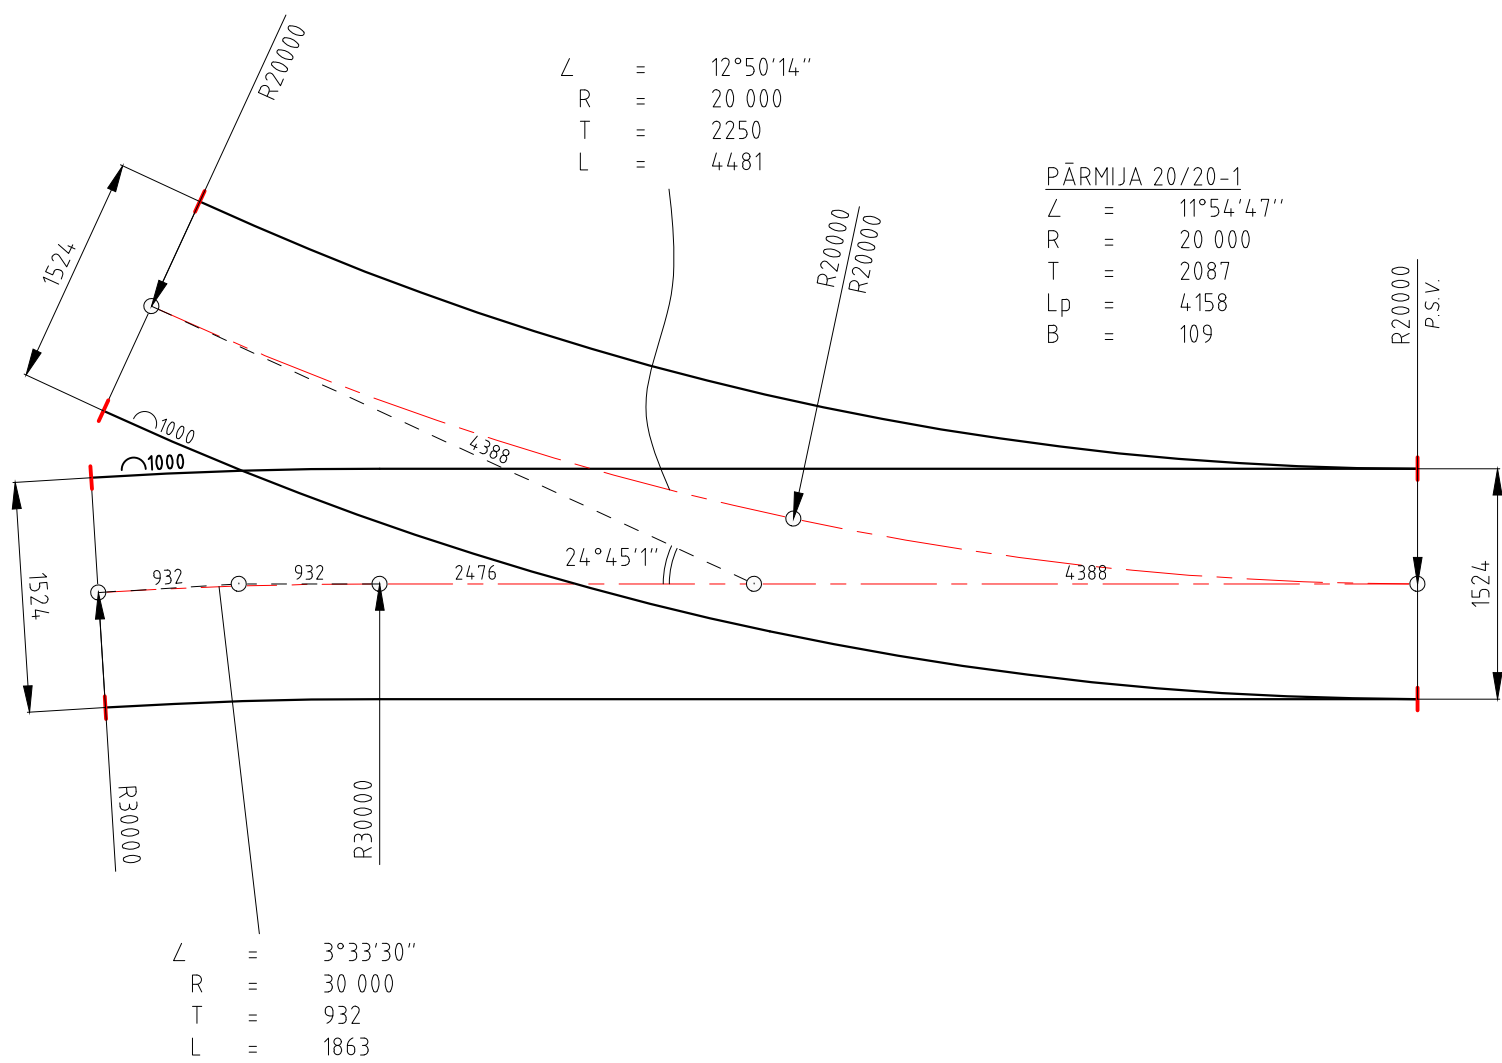 R20000
∠ = 12°50'14"
R = 20 000
T = 2250
L = 4481
PĀRMIJA 20/20-1
∠ = 11°54'47"
R = 20 000
T = 2087
Lp = 4158
B = 109
1524
R20000
R20000
R20000
P.S.V.
1000
4388
1000
24°45'1"
932
932
2476
4388
1524
1524
R30000
R30000
∠ = 3°33'30"
R = 30 000
T = 932
L = 1863